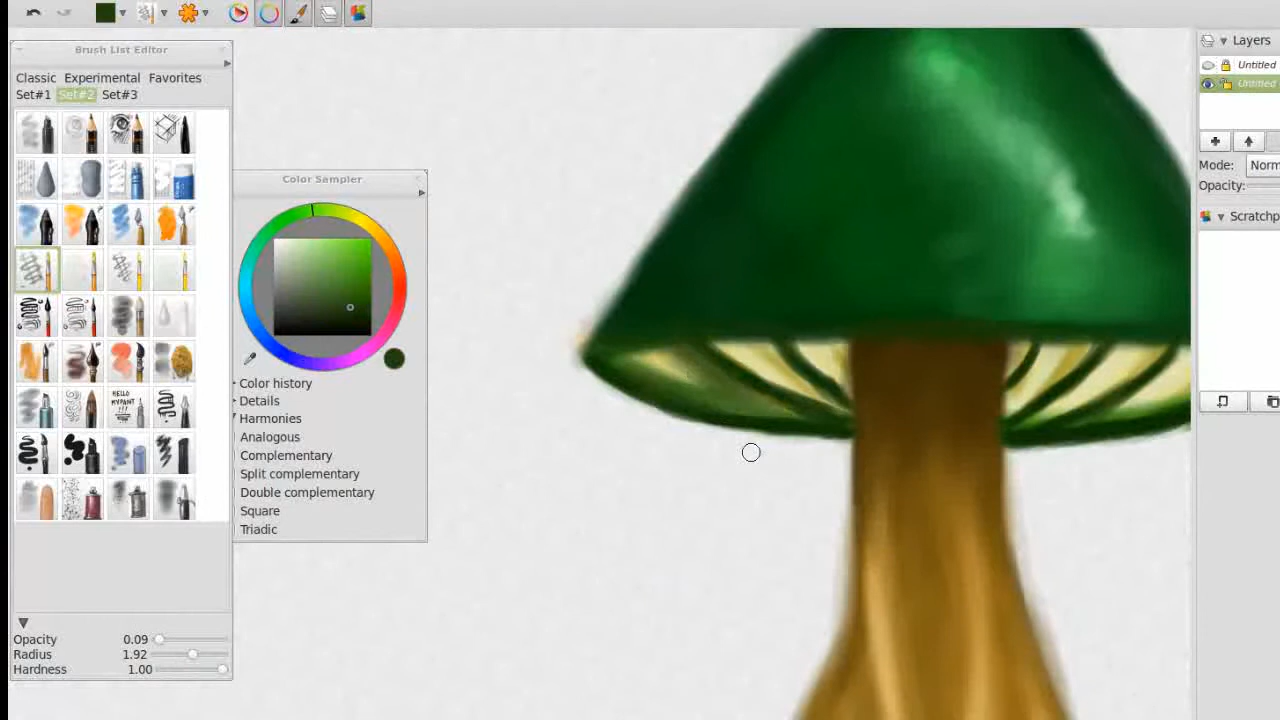 Brush List Editor
Classic Experimental Favorites
Set#1 Set#2 Set#3
HELLO
MYPAINT
!!!
Opacity 0.09
Radius 1.92
Hardness 1.00
Color Sampler
Color history
Details
Harmonies
Analogous
Complementary
Split complementary
Double complementary
Square
Triadic
Layers
Untitled
Untitled
Mode: Norm
Opacity:
Scratchp